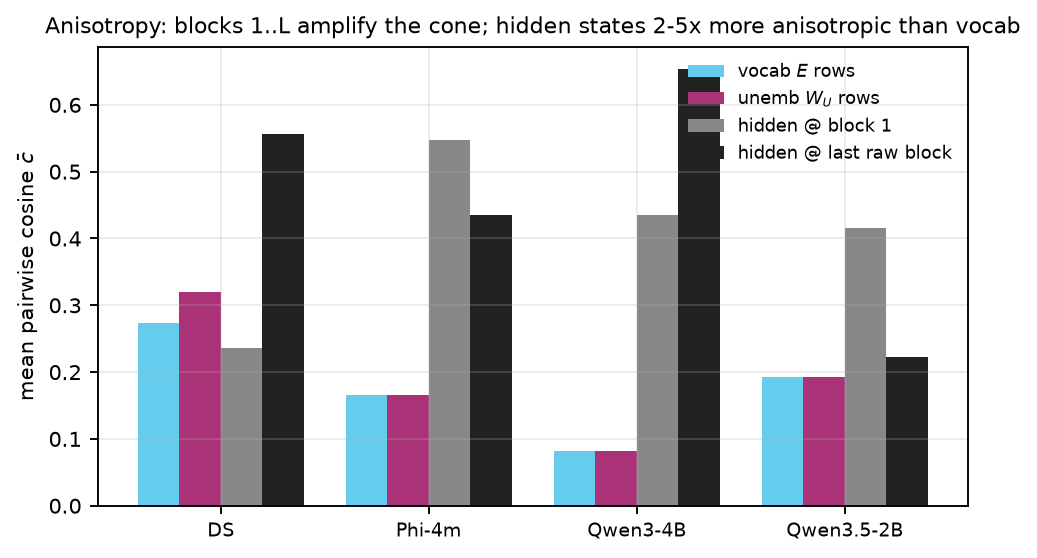 Anisotropy: blocks 1..L amplify the cone; hidden states 2-5x more anisotropic than vocab
mean pairwise cosine c̄
0.6
0.5
0.4
0.3
0.2
0.1
0.0
vocab E rows
unemb W_U rows
hidden @ block 1
hidden @ last raw block
DS
Phi-4m
Qwen3-4B
Qwen3.5-2B